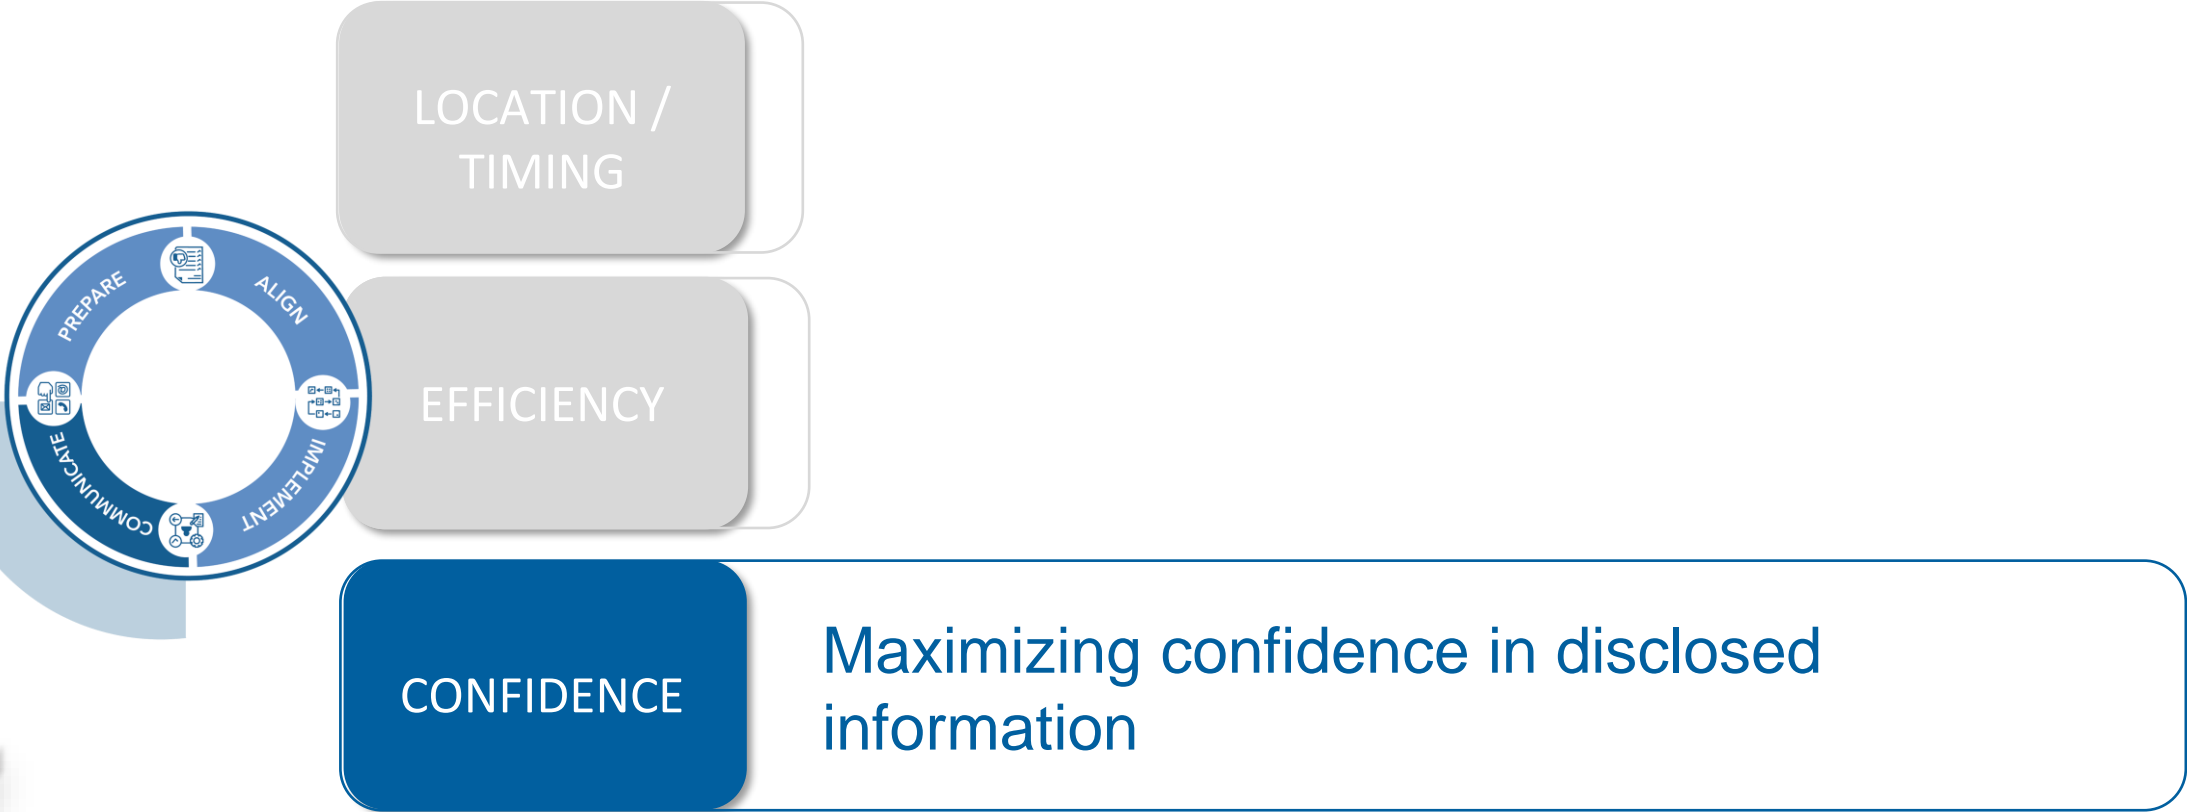 LOCATION /
TIMING
PREPARE
ALIGN
EFFICIENCY
COMMUNICATE
IMPLEMENT
CONFIDENCE
Maximizing confidence in disclosed
information